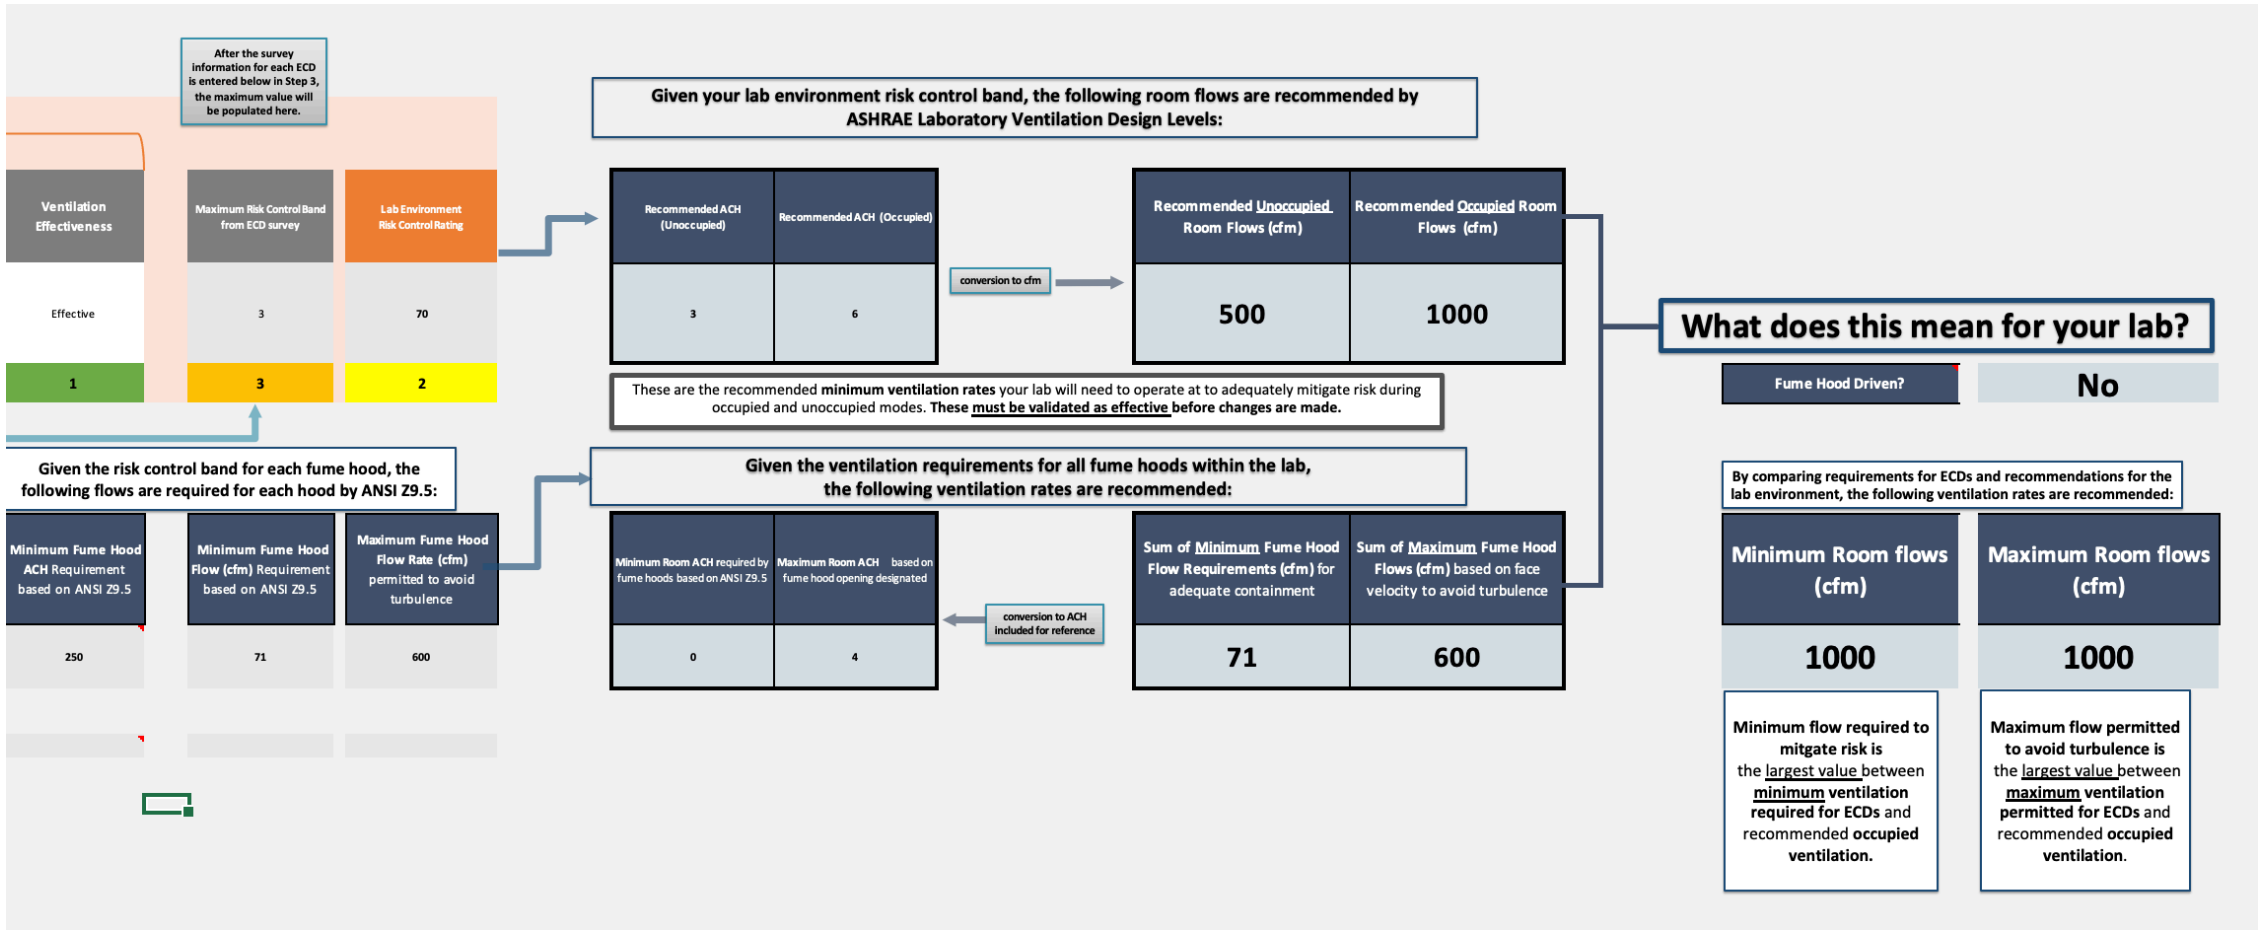 After the survey
information for each ECD
is entered below in Step 3,
the maximum value will
be populated here.
Given your lab environment risk control band, the following room flows are recommended by
ASHRAE Laboratory Ventilation Design Levels:
Ventilation
Effectiveness
Maximum Risk Control Band
from ECD survey
Lab Environment
Risk Control Rating
Recommended ACH
(Unoccupied)
Recommended ACH (Occupied)
Recommended Unoccupied
Room Flows (cfm)
Recommended Occupied Room
Flows (cfm)
Effective
3
70
3
6
conversion to cfm
500
1000
1
3
2
These are the recommended minimum ventilation rates your lab will need to operate at to adequately mitigate risk during
occupied and unoccupied modes. These must be validated as effective before changes are made.
What does this mean for your lab?
Fume Hood Driven?
No
Given the risk control band for each fume hood, the
following flows are required for each hood by ANSI Z9.5:
Given the ventilation requirements for all fume hoods within the lab,
the following ventilation rates are recommended:
By comparing requirements for ECDs and recommendations for the
lab environment, the following ventilation rates are recommended:
Minimum Fume Hood
ACH Requirement
based on ANSI Z9.5
Minimum Fume Hood
Flow (cfm) Requirement
based on ANSI Z9.5
Maximum Fume Hood
Flow Rate (cfm)
permitted to avoid
turbulence
Minimum Room ACH required by
fume hoods based on ANSI Z9.5
Maximum Room ACH based on
fume hood opening designated
Sum of Minimum Fume Hood
Flow Requirements (cfm) for
adequate containment
Sum of Maximum Fume Hood
Flows (cfm) based on face
velocity to avoid turbulence
Minimum Room flows
(cfm)
Maximum Room flows
(cfm)
conversion to ACH
included for reference
250
71
600
0
4
71
600
1000
1000
Minimum flow required to
mitgate risk is
the largest value between
minimum ventilation
required for ECDs and
recommended occupied
ventilation.
Maximum flow permitted
to avoid turbulence is
the largest value between
maximum ventilation
permitted for ECDs and
recommended occupied
ventilation.